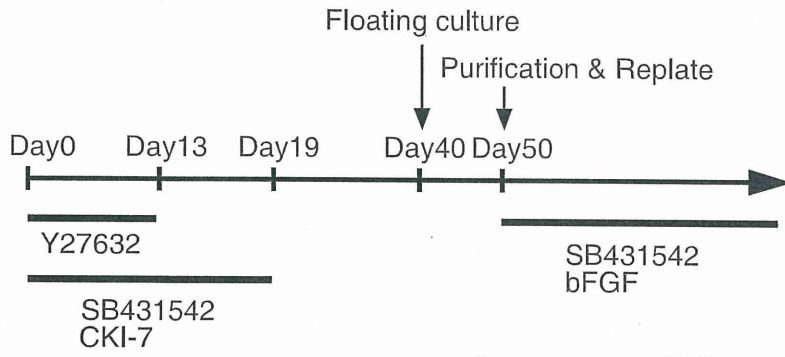 Floating culture
Purification & Replate
Day0 Day13 Day19 Day40 Day50
Y27632
SB431542
CKI-7
SB431542
bFGF